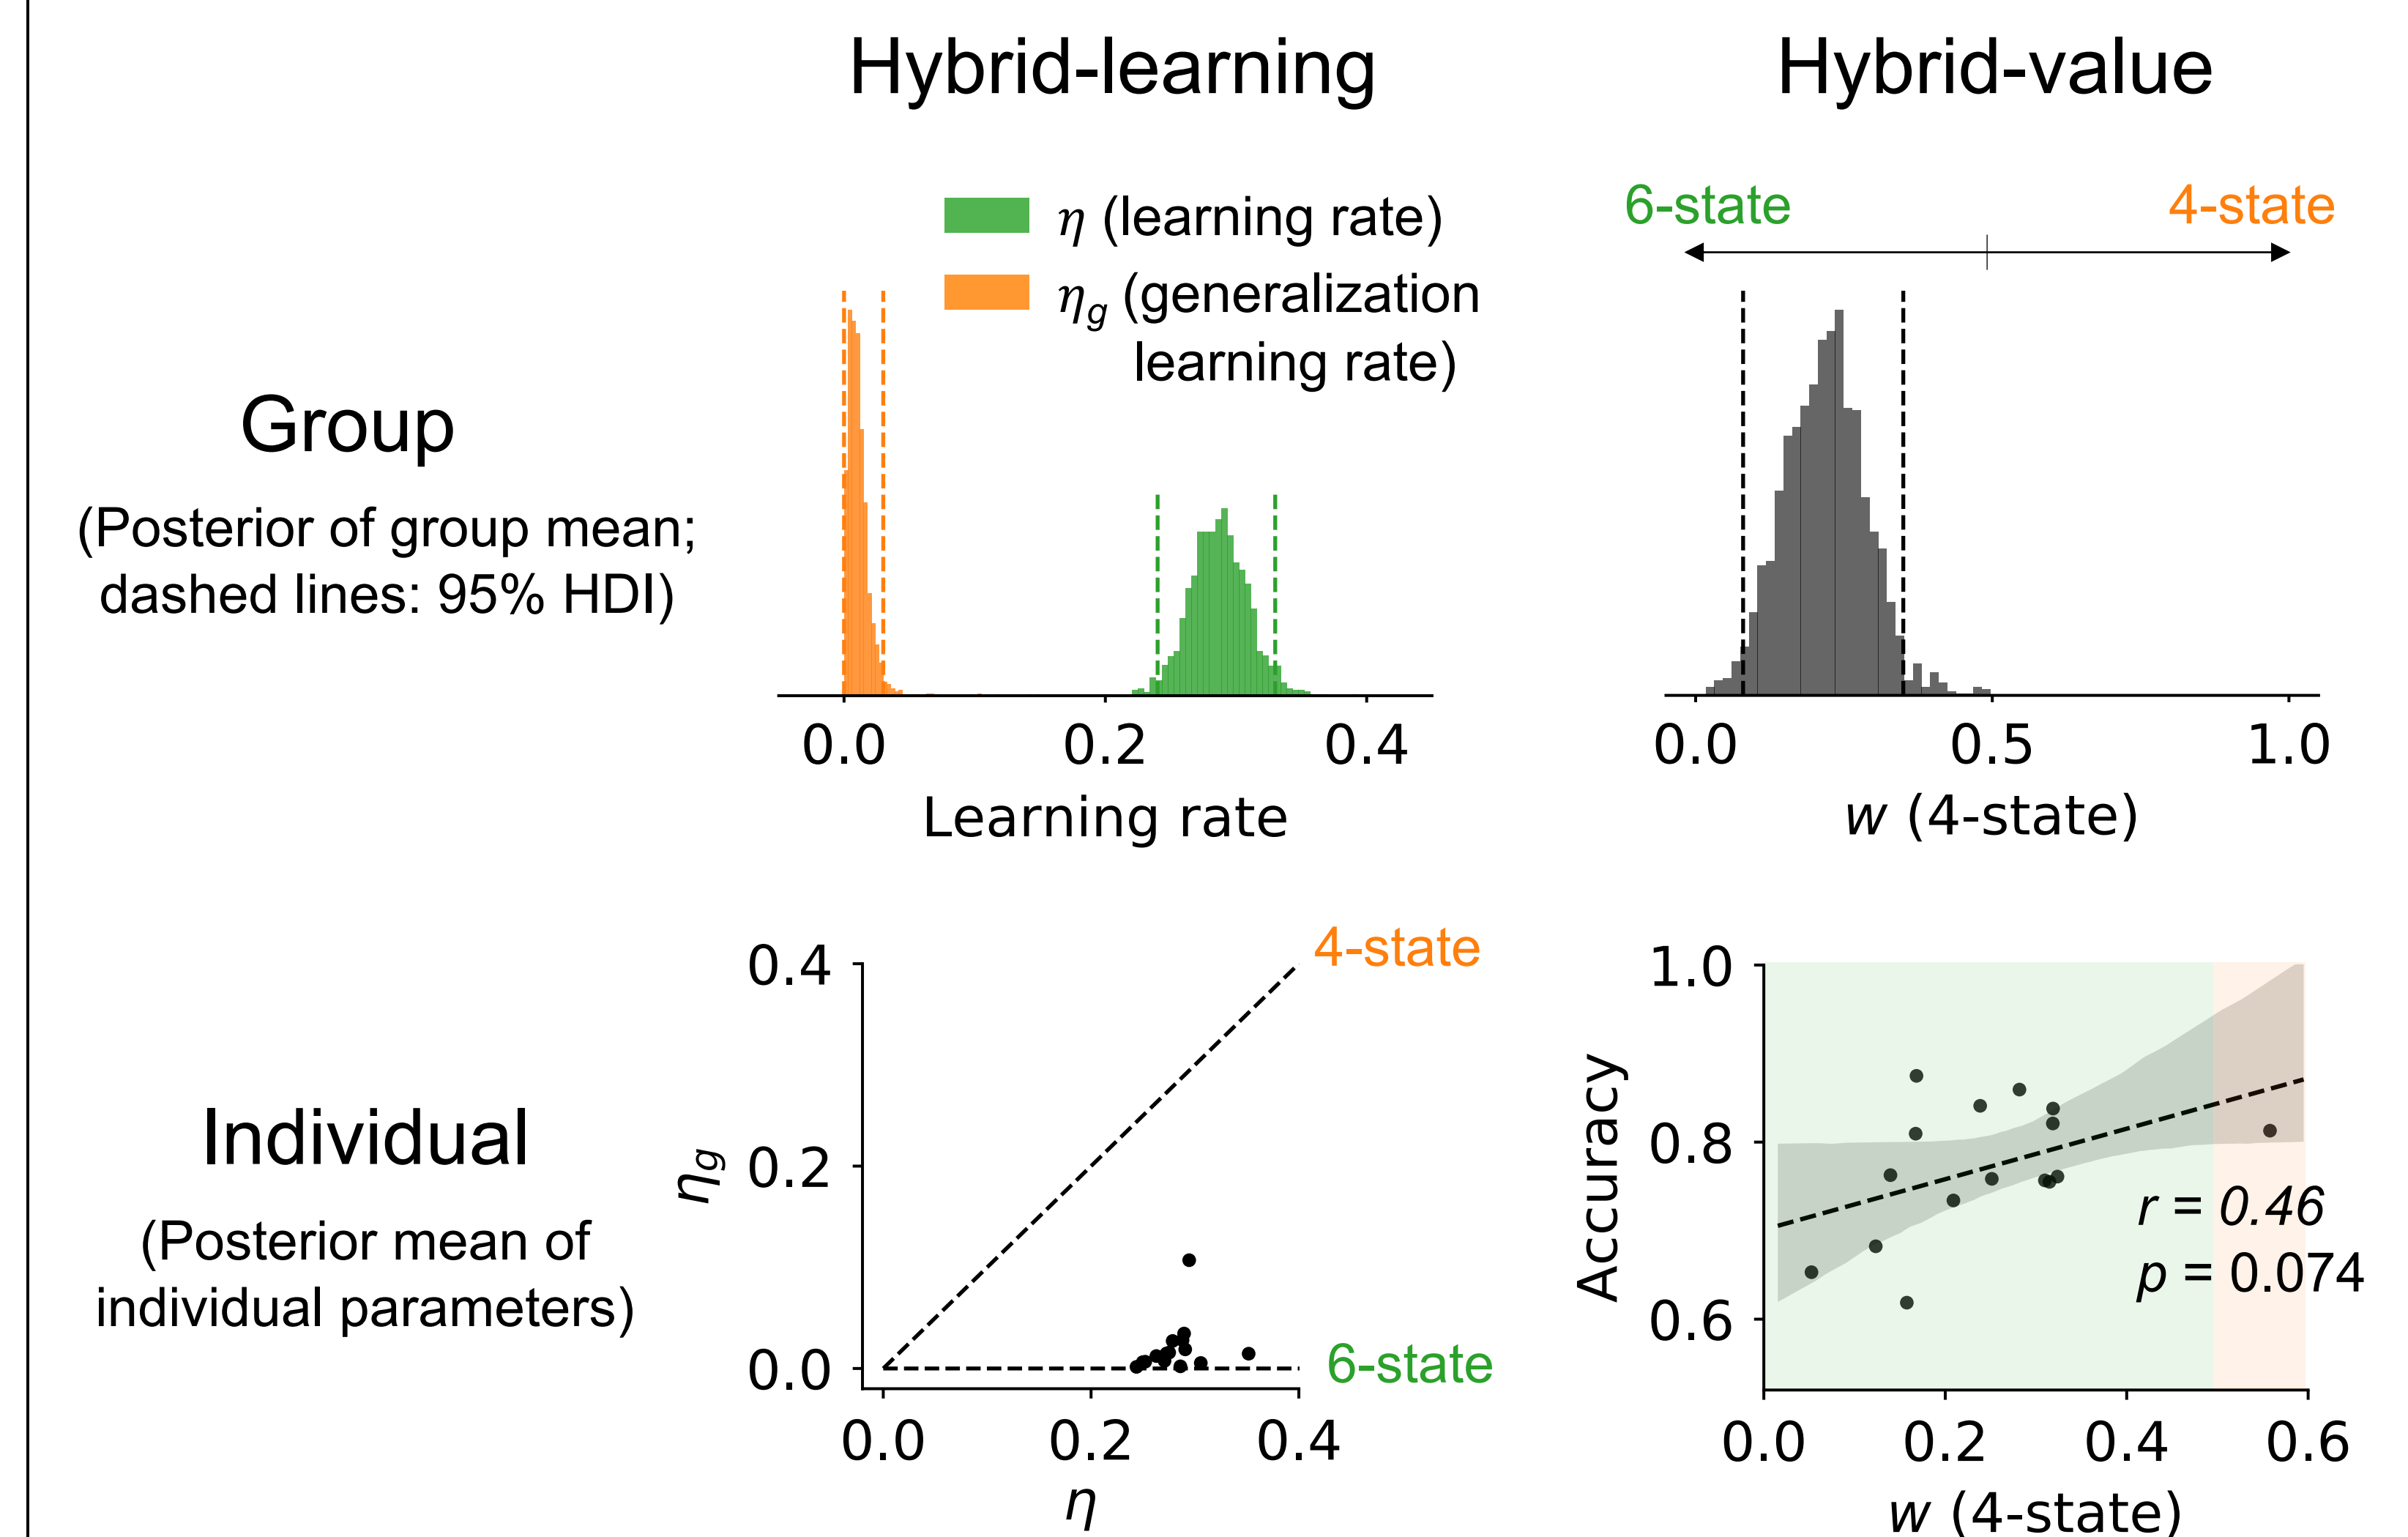 Hybrid-learning
Hybrid-value
η (learning rate)
η_g (generalization
learning rate)
6-state
4-state
Group
(Posterior of group mean;
dashed lines: 95% HDI)
0.0 0.2 0.4
Learning rate
0.0 0.5 1.0
w (4-state)
Individual
(Posterior mean of
individual parameters)
4-state
6-state
0.4
0.2
0.0
η_g
0.0 0.2 0.4
η
1.0
0.8
0.6
Accuracy
r = 0.46
p = 0.074
0.0 0.2 0.4 0.6
w (4-state)